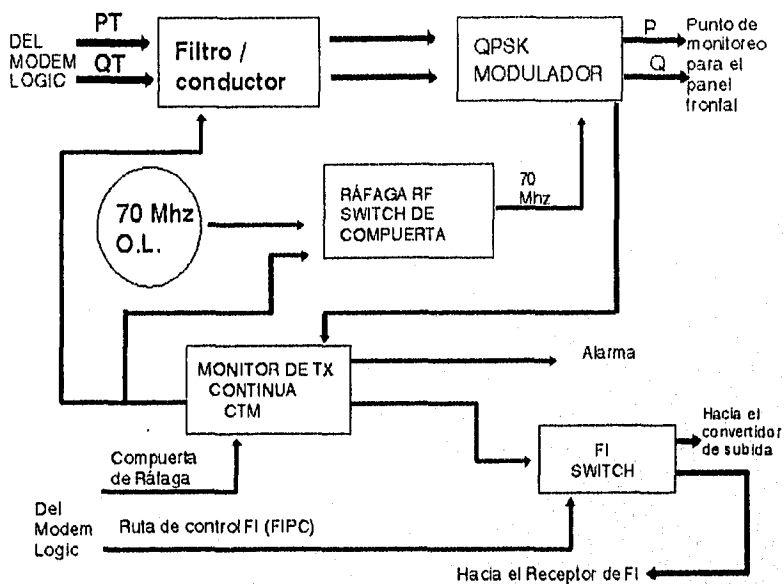 DEL
MODEM
LOGIC
PT
QT
Filtro /
conductor
QPSK
MODULADOR
P
Q
Punto de
monitoreo
para el
panel
frontal
70 Mhz
O.L.
RÁFAGA RF
SWITCH DE
COMPUERTA
70
Mhz
MONITOR DE TX
CONTINUA
CTM
Alarma
Compuerta
de Ráfaga
FI
SWITCH
Hacia el
convertidor
de subida
Del
Modem
Logic
Ruta de control FI (FIPC)
Hacia el Receptor de FI